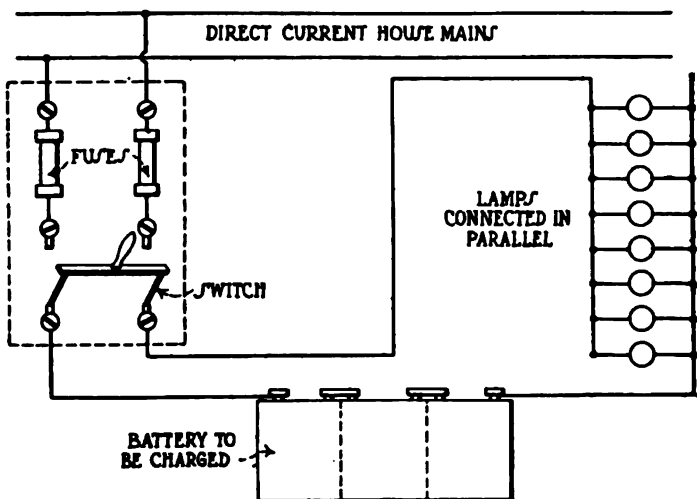 DIRECT CURRENT HOUSE MAINS
FUSES
LAMPS
CONNECTED IN
PARALLEL
SWITCH
BATTERY TO
BE CHARGED